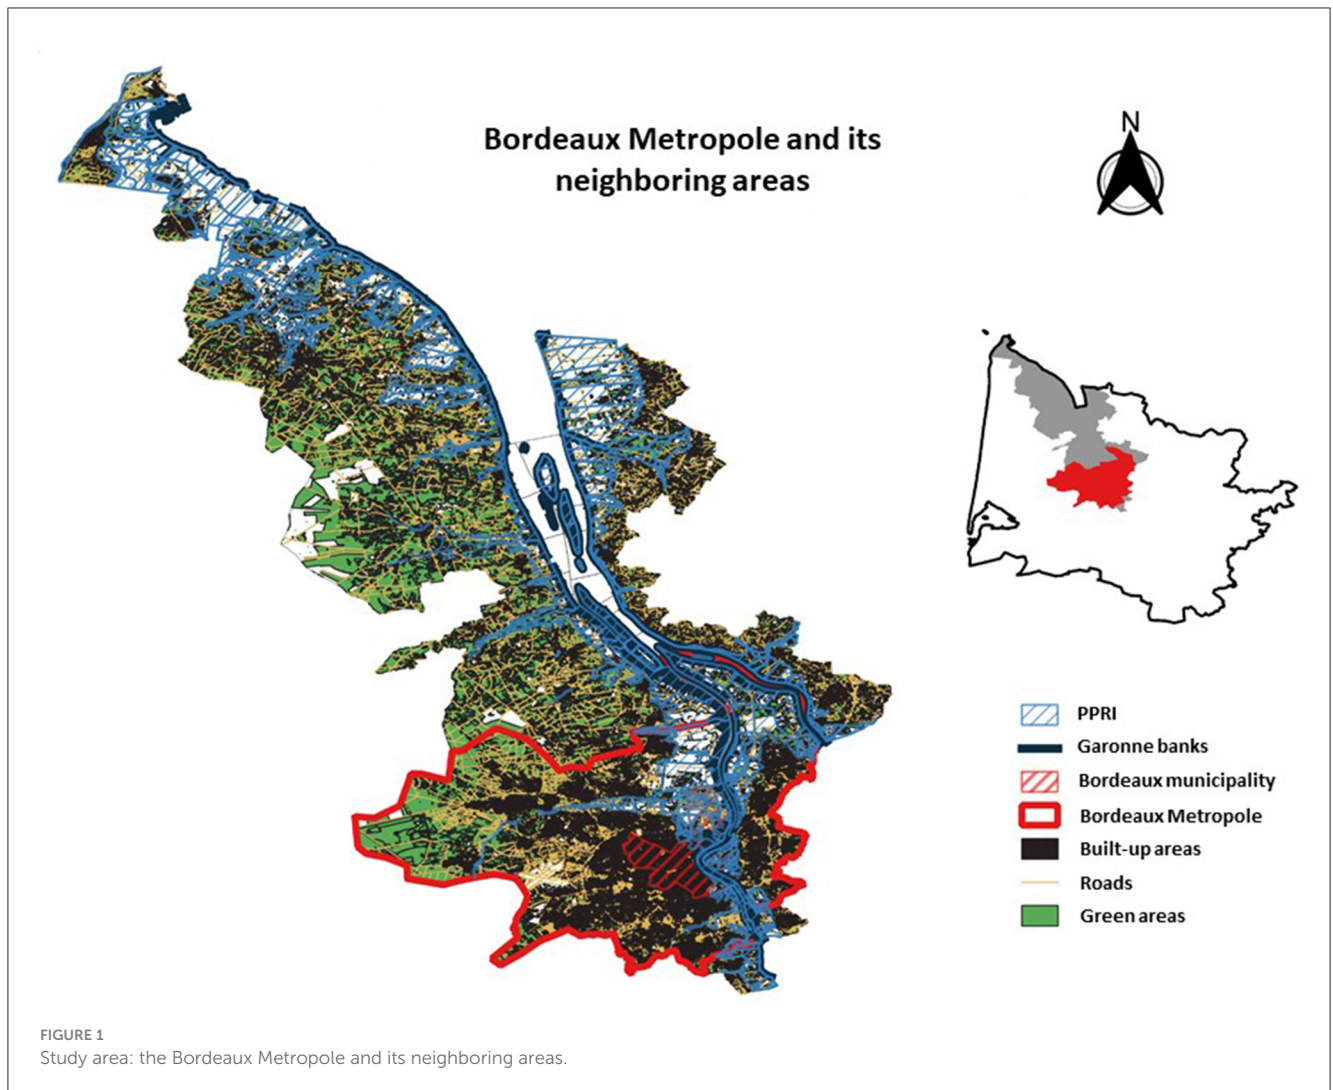 Bordeaux Metropole and its
neighboring areas
N
PPRI
Garonne banks
Bordeaux municipality
Bordeaux Metropole
Built-up areas
Roads
Green areas
FIGURE 1
Study area: the Bordeaux Metropole and its neighboring areas.